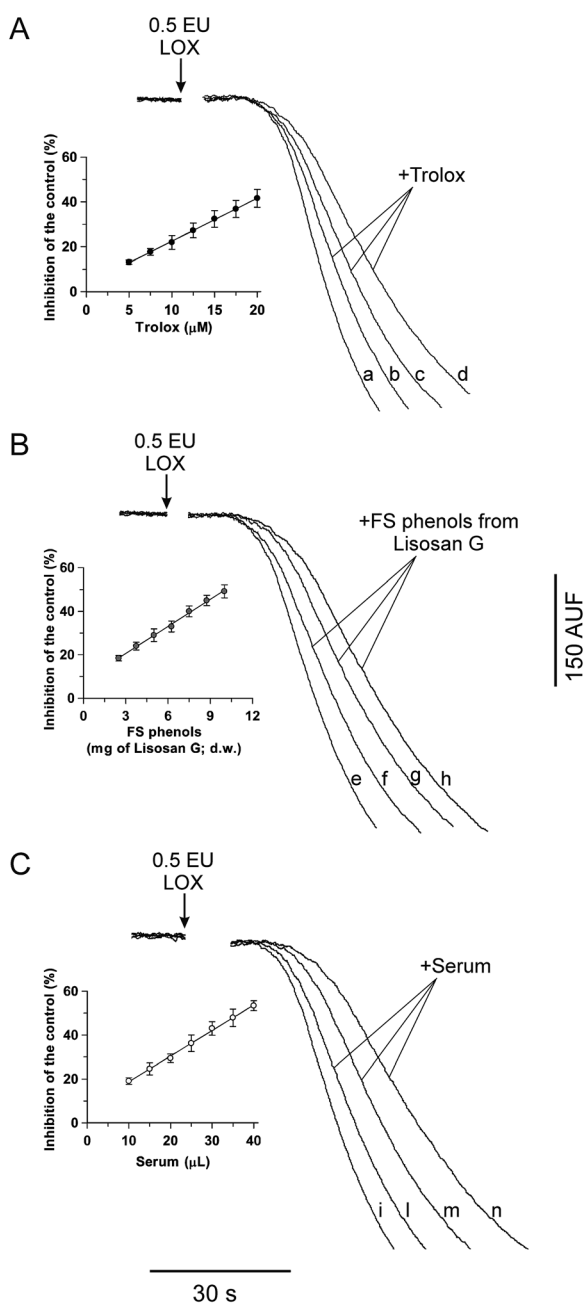 A
0.5 EU
LOX
+Trolox
Inhibition of the control (%)
60
40
20
0
0 5 10 15 20
Trolox (μM)
a b c d
B
0.5 EU
LOX
+FS phenols from
Lisosan G
Inhibition of the control (%)
60
40
20
0
0 3 6 9 12
FS phenols
(mg of Lisosan G; d.w.)
e f g h
150 AUF
C
0.5 EU
LOX
+Serum
Inhibition of the control (%)
60
40
20
0
0 10 20 30 40
Serum (μL)
i l m n
30 s